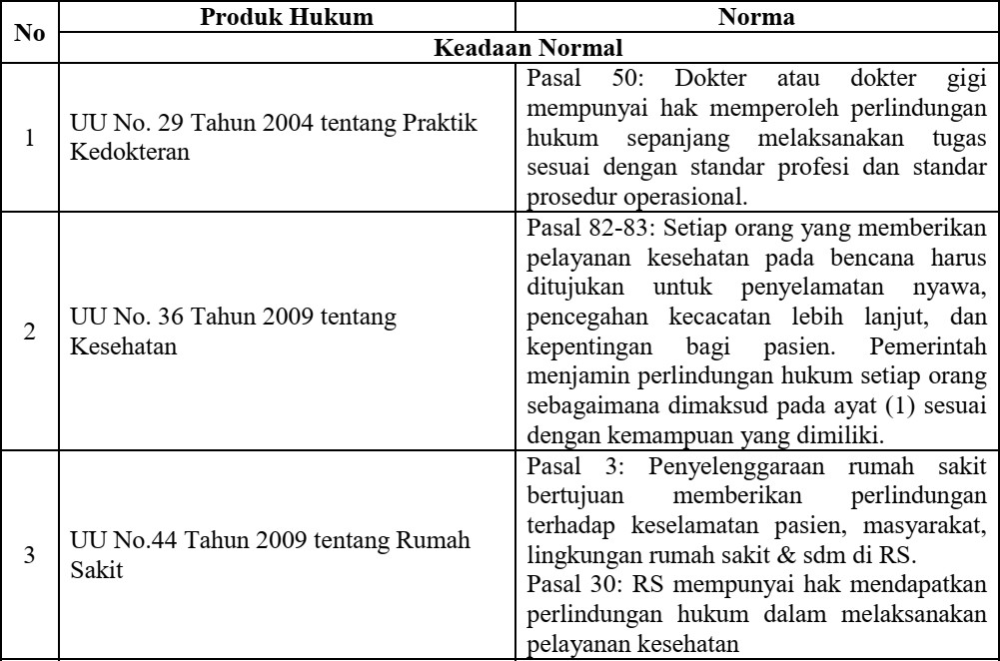 No
Produk Hukum
Norma
Keadaan Normal
1
UU No. 29 Tahun 2004 tentang Praktik
Kedokteran
Pasal 50: Dokter atau dokter gigi
mempunyai hak memperoleh perlindungan
hukum sepanjang melaksanakan tugas
sesuai dengan standar profesi dan standar
prosedur operasional.
2
UU No. 36 Tahun 2009 tentang
Kesehatan
Pasal 82-83: Setiap orang yang memberikan
pelayanan kesehatan pada bencana harus
ditujukan untuk penyelamatan nyawa,
pencegahan kecacatan lebih lanjut, dan
kepentingan bagi pasien. Pemerintah
menjamin perlindungan hukum setiap orang
sebagaimana dimaksud pada ayat (1) sesuai
dengan kemampuan yang dimiliki.
3
UU No.44 Tahun 2009 tentang Rumah
Sakit
Pasal 3: Penyelenggaraan rumah sakit
bertujuan memberikan perlindungan
terhadap keselamatan pasien, masyarakat,
lingkungan rumah sakit & sdm di RS.
Pasal 30: RS mempunyai hak mendapatkan
perlindungan hukum dalam melaksanakan
pelayanan kesehatan